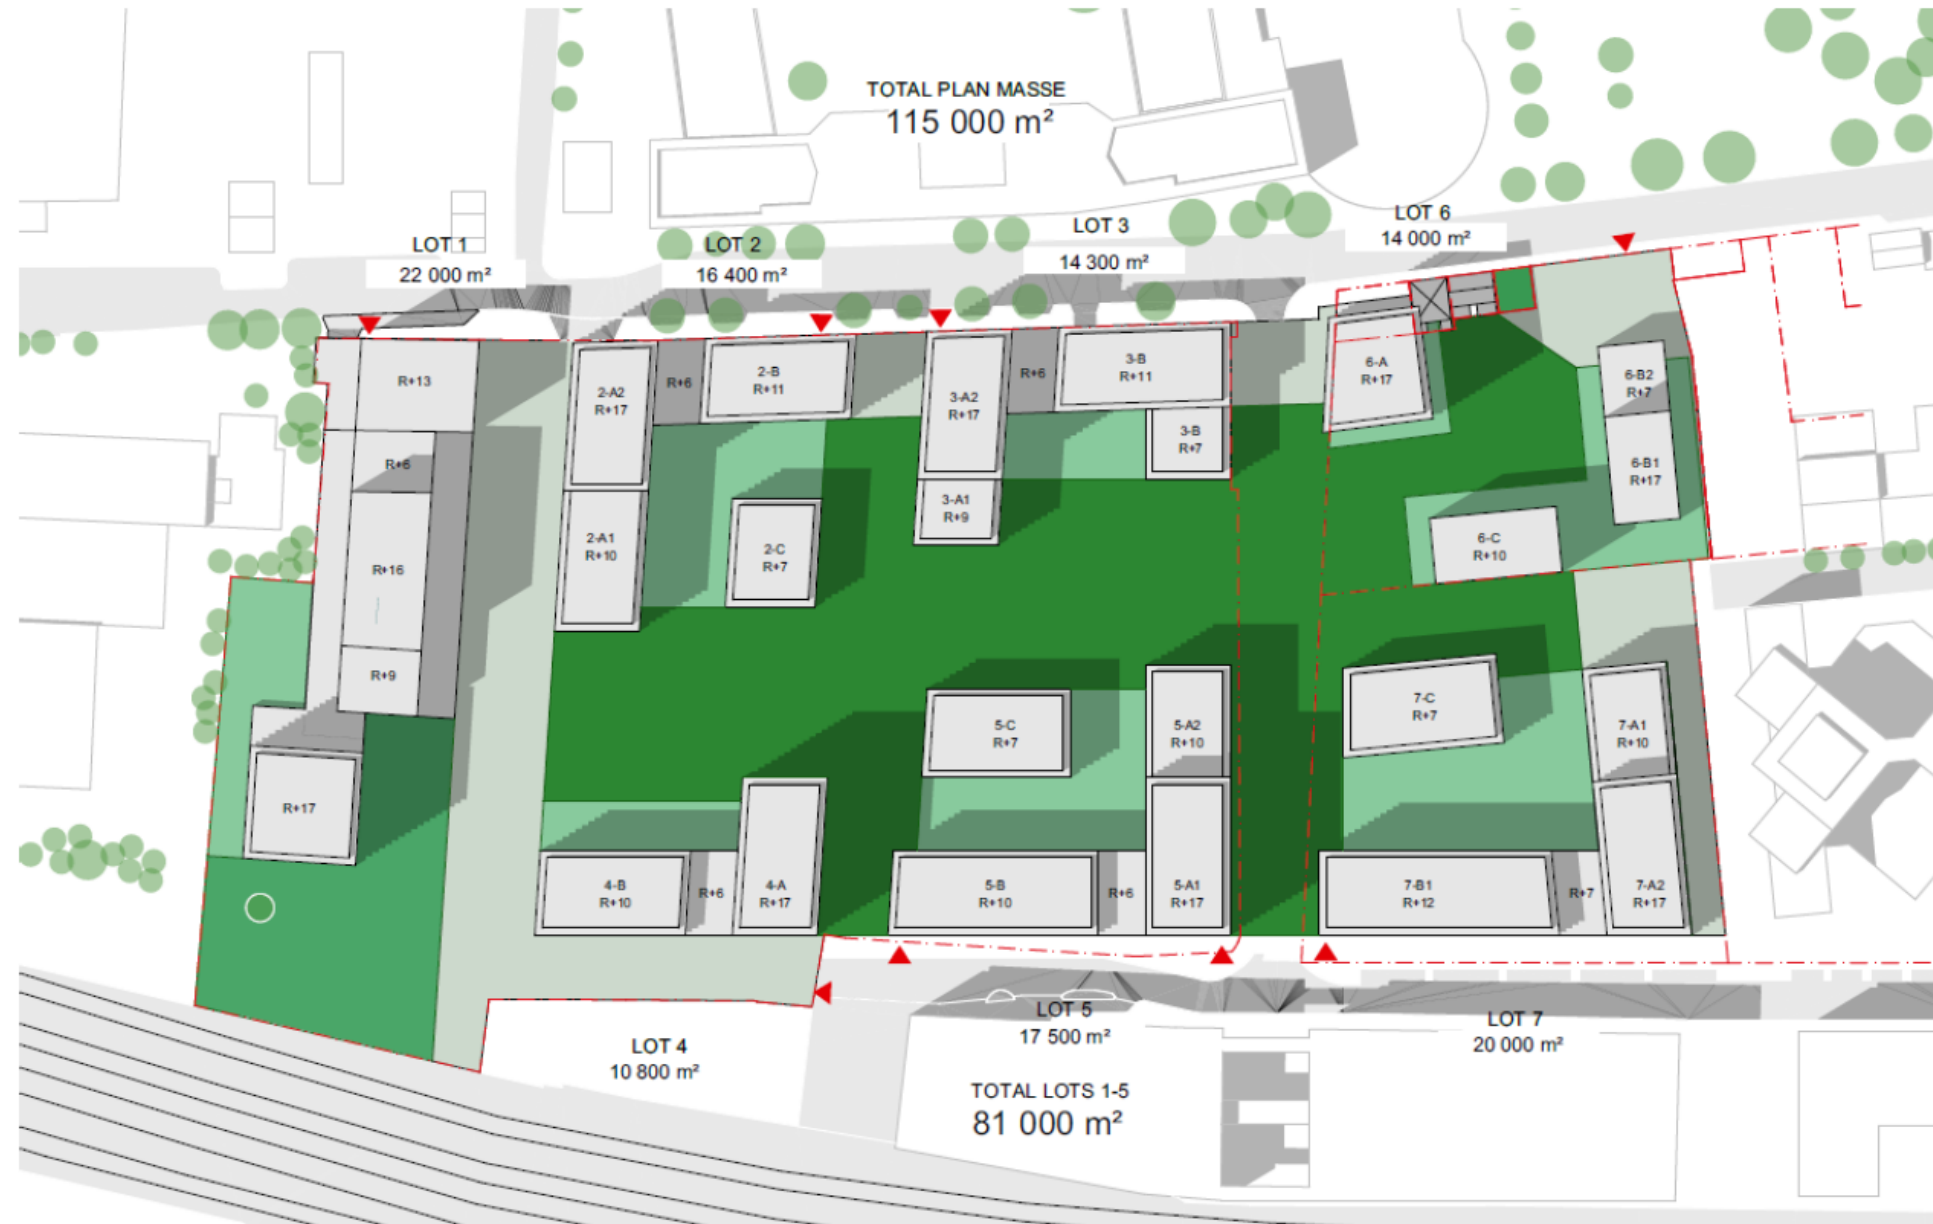 TOTAL PLAN MASSE
115 000 m²
LOT 1
22 000 m²
LOT 2
16 400 m²
LOT 3
14 300 m²
LOT 6
14 000 m²
R+13
R+6
R+16
R+9
R+17
2-A2
R+17
R+6
2-B
R+11
2-A1
R+10
2-C
R+7
3-A2
R+17
R+6
3-B
R+11
3-B
R+7
3-A1
R+9
6-A
R+17
6-B2
R+7
6-B1
R+17
6-C
R+10
5-C
R+7
5-A2
R+10
7-C
R+7
7-A1
R+10
4-B
R+10
R+6
4-A
R+17
5-B
R+10
R+6
5-A1
R+17
7-B1
R+12
R+7
7-A2
R+17
LOT 4
10 800 m²
LOT 5
17 500 m²
TOTAL LOTS 1-5
81 000 m²
LOT 7
20 000 m²